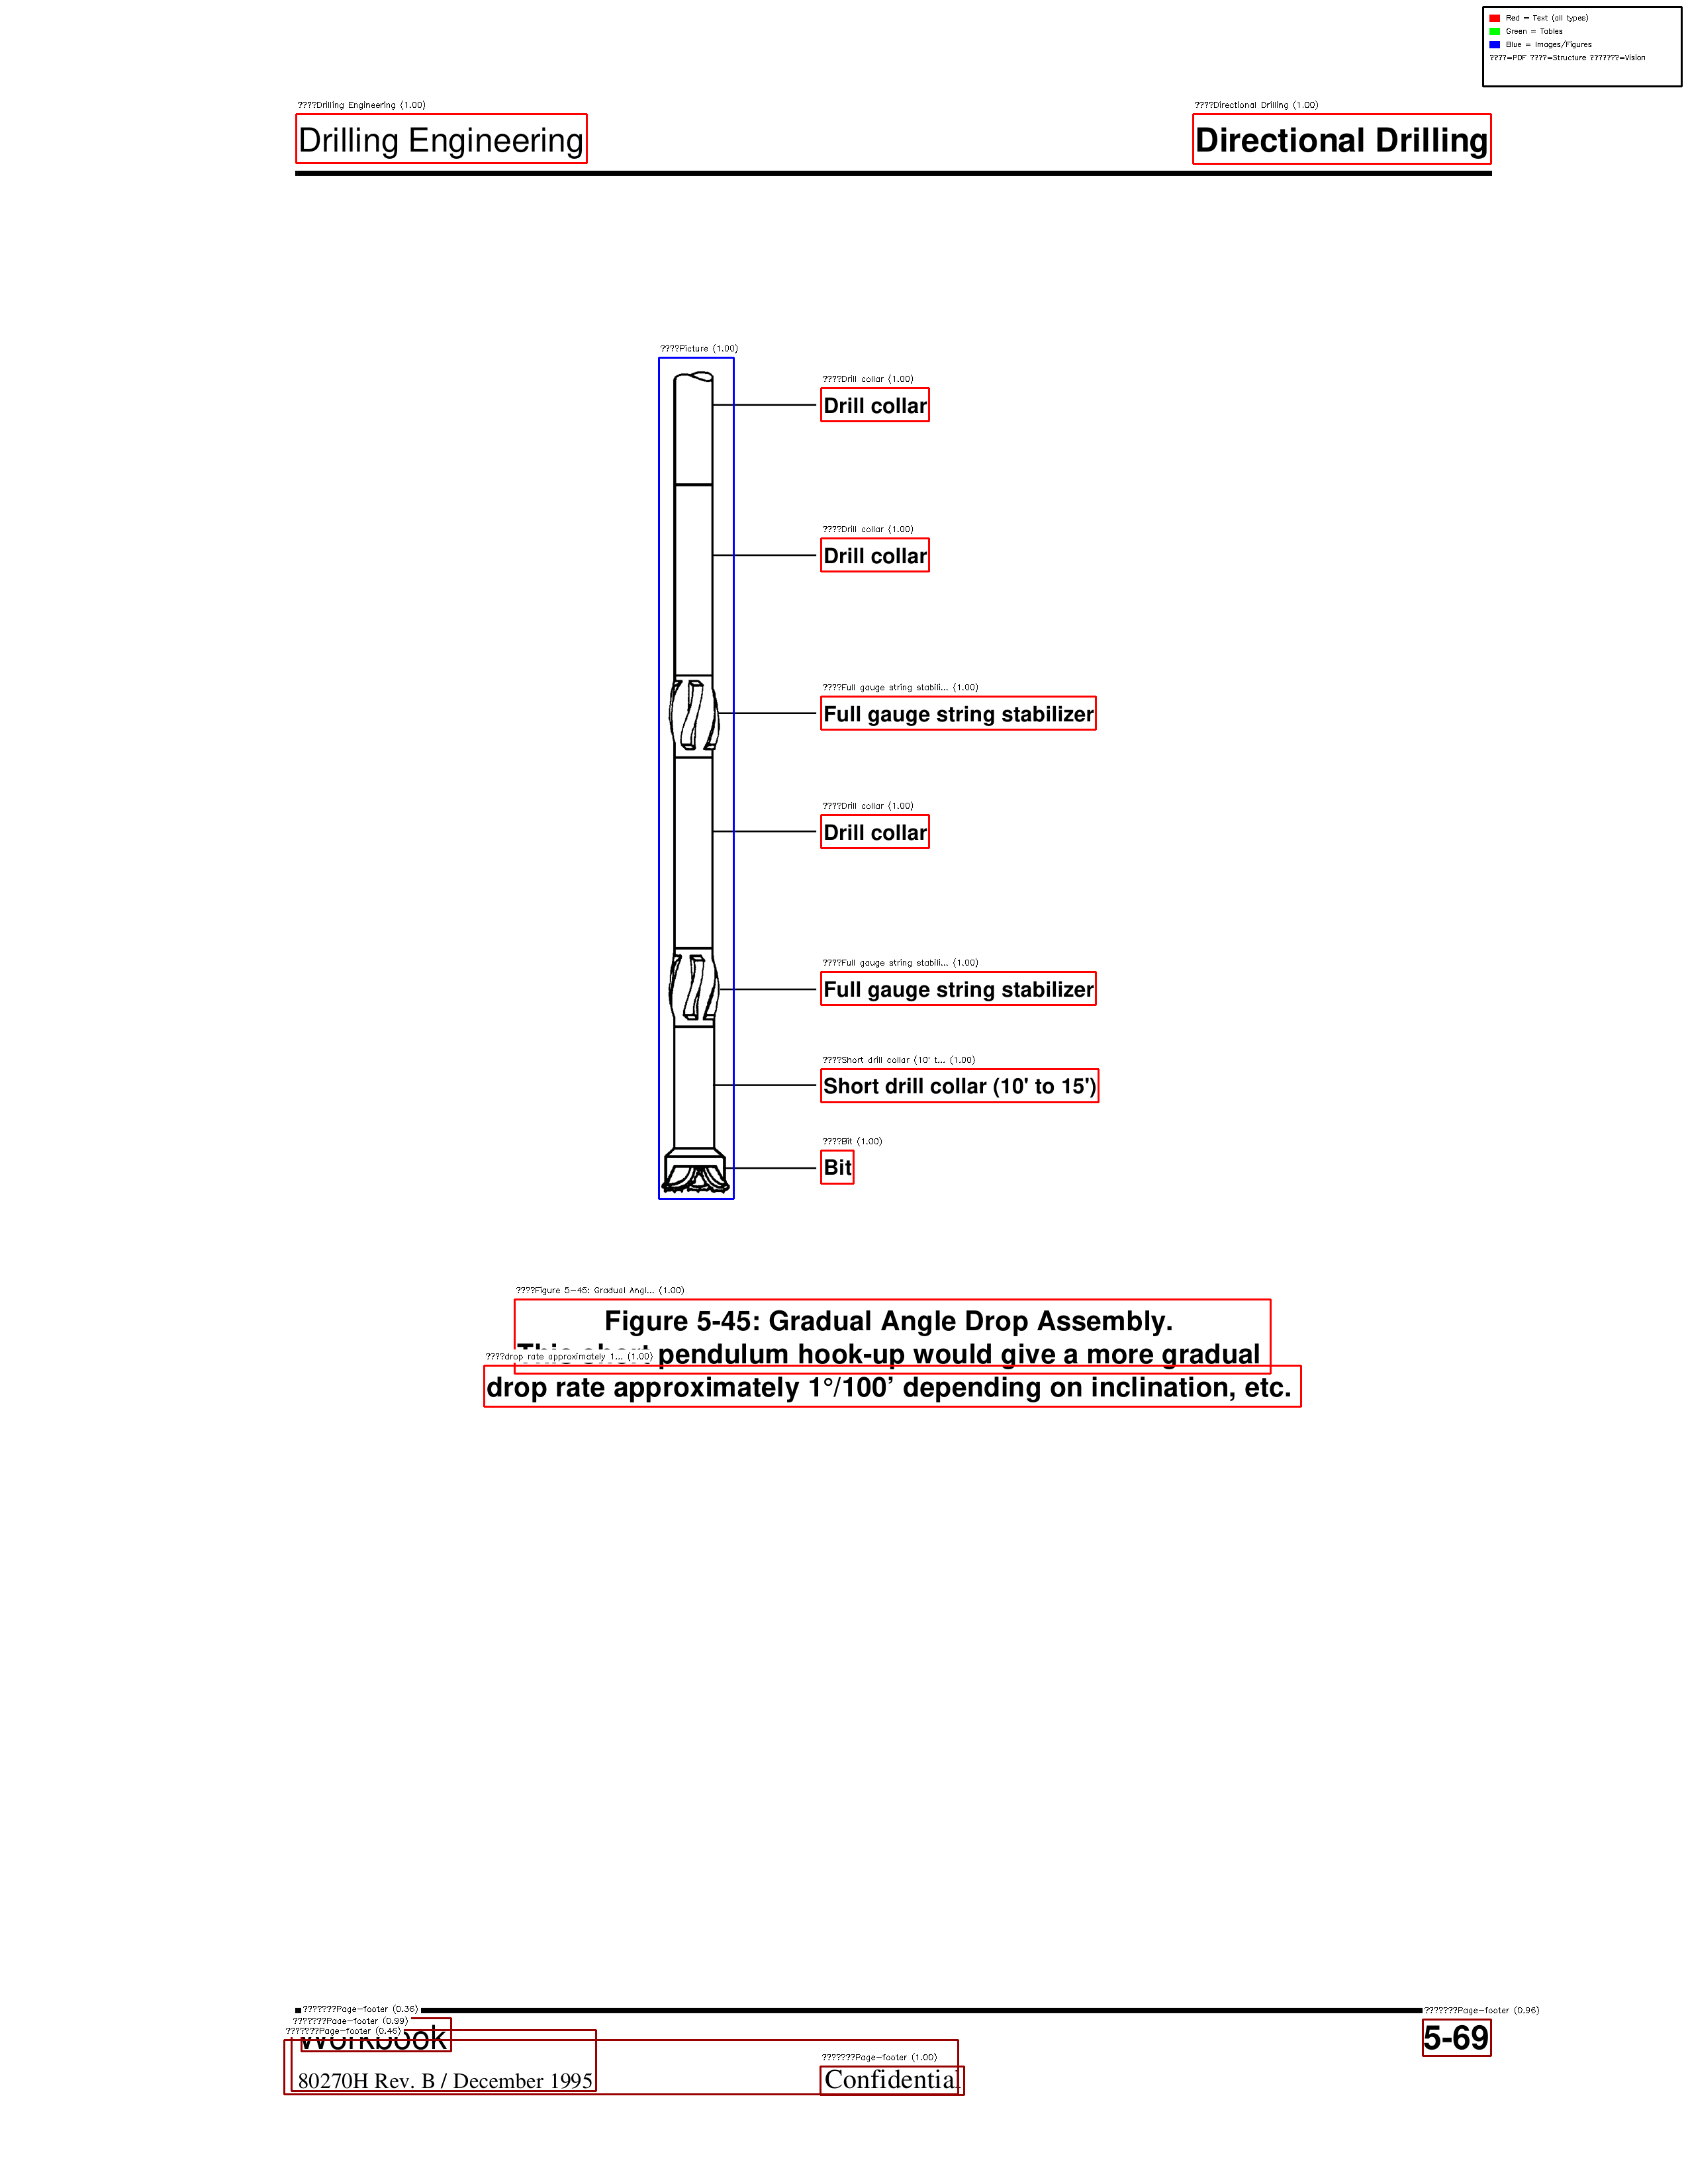 Red = Text (all types)
Green = Tables
Blue = Images/Figures
????=PDF ????=Structure ???????=Vision
????Drilling Engineering (1.00)
????Directional Drilling (1.00)
Drilling Engineering
Directional Drilling
????Picture (1.00)
????Drill collar (1.00)
Drill collar
????Drill collar (1.00)
Drill collar
????Full gauge string stabili... (1.00)
Full gauge string stabilizer
????Drill collar (1.00)
Drill collar
????Full gauge string stabili... (1.00)
Full gauge string stabilizer
????Short drill collar (10' t... (1.00)
Short drill collar (10' to 15')
????Bit (1.00)
Bit
????Figure 5-45: Gradual Angl... (1.00)
Figure 5-45: Gradual Angle Drop Assembly.
This short pendulum hook-up would give a more gradual
????drop rate approximately 1... (1.00)
drop rate approximately 1°/100’ depending on inclination, etc.
???????Page-footer (0.36)
???????Page-footer (0.96)
???????Page-footer (0.99)
???????Page-footer (0.46)
Workbook
5-69
???????Page-footer (1.00)
80270H Rev. B / December 1995
Confidential